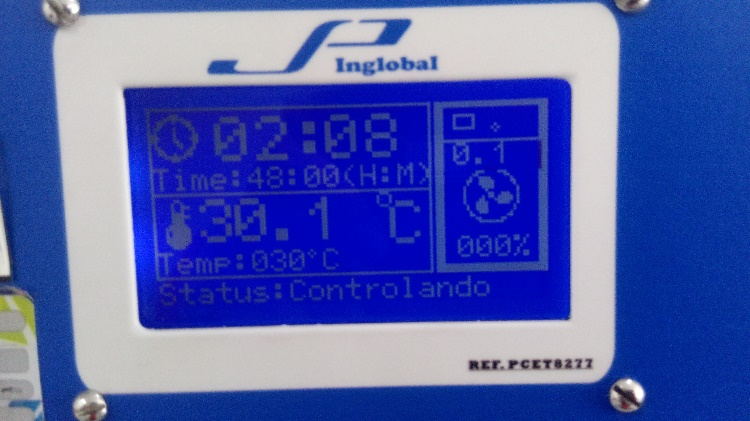 Inglobal
02:08
Time:48:00(H:M)
30.1 °C
Temp:030°C
Status:Controlando
0.1
000%
REF. PCET8277